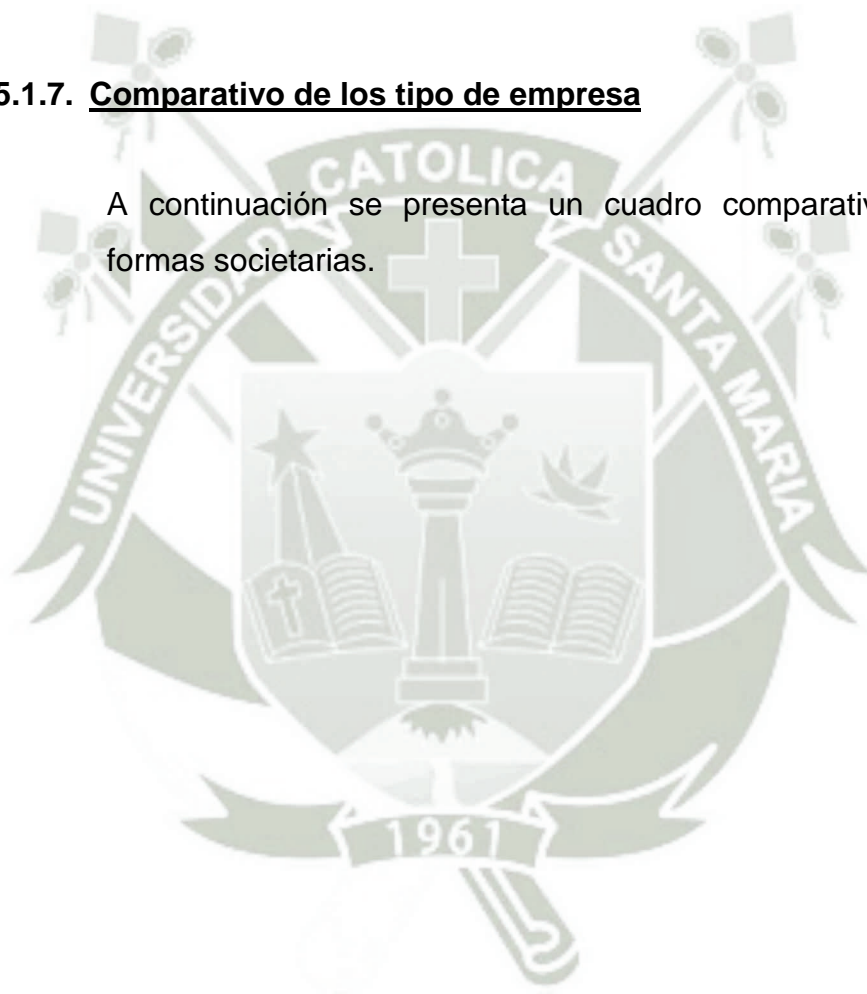 5.1.7. Comparativo de los tipo de empresa
A continuación se presenta un cuadro comparativ
formas societarias.
UNIVERSIDAD CATOLICA SANTA MARIA
1961